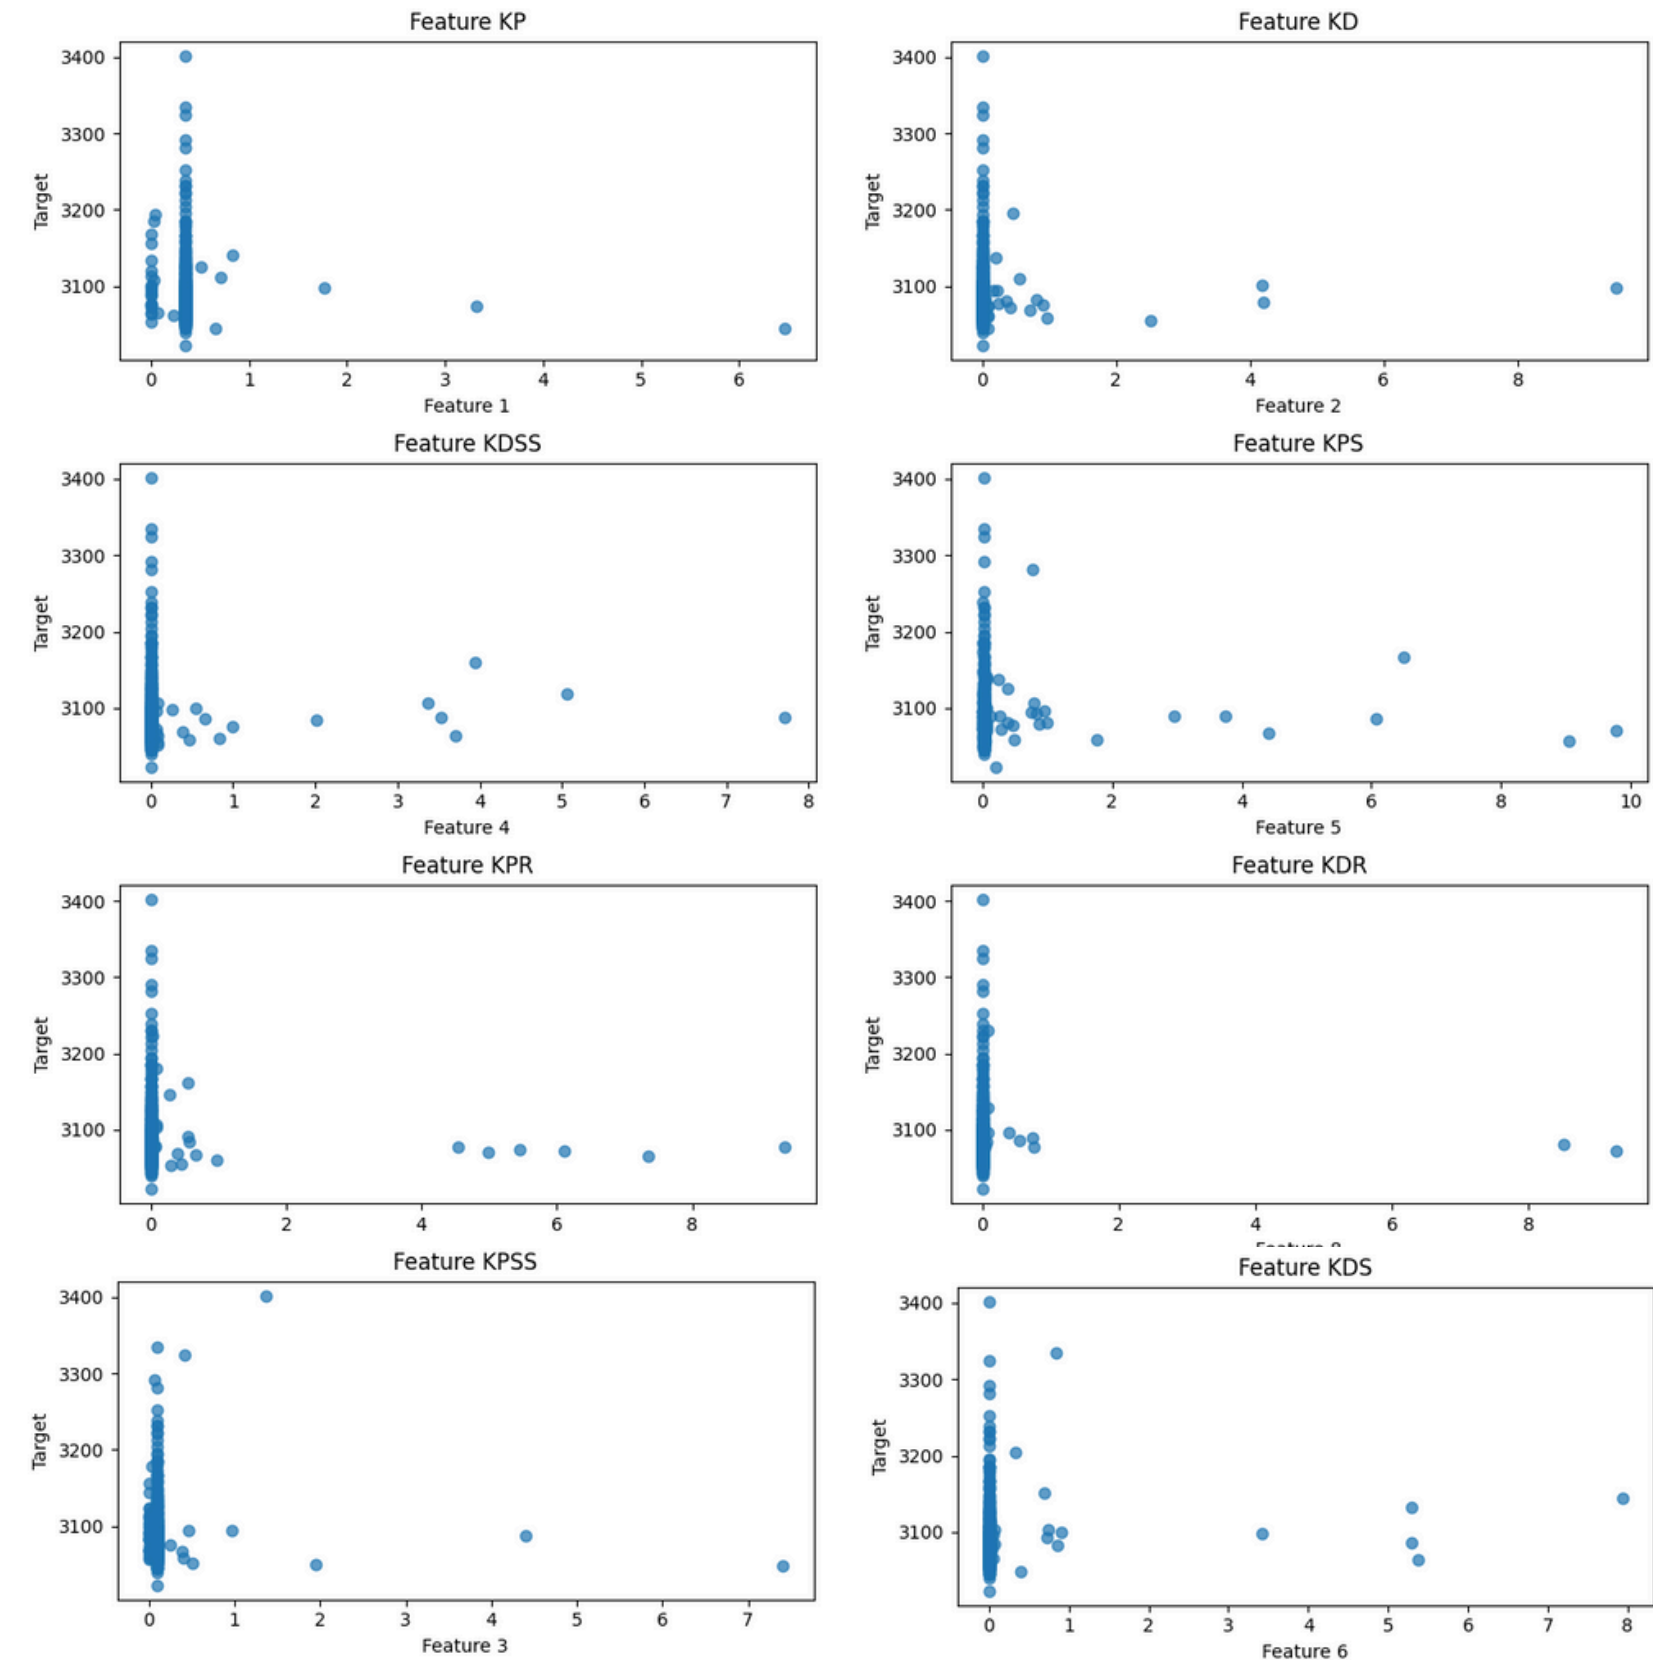 Feature KP
3400
3300
3200
3100
Target
0 1 2 3 4 5 6
Feature 1
Feature KD
3400
3300
3200
3100
Target
0 2 4 6 8
Feature 2
Feature KDSS
3400
3300
3200
3100
Target
0 1 2 3 4 5 6 7 8
Feature 4
Feature KPS
3400
3300
3200
3100
Target
0 2 4 6 8 10
Feature 5
Feature KPR
3400
3300
3200
3100
Target
0 2 4 6 8
Feature KDR
3400
3300
3200
3100
Target
0 2 4 6 8
Feature KPSS
3400
3300
3200
3100
Target
0 1 2 3 4 5 6 7
Feature 3
Feature KDS
3400
3300
3200
3100
Target
0 1 2 3 4 5 6 7 8
Feature 6